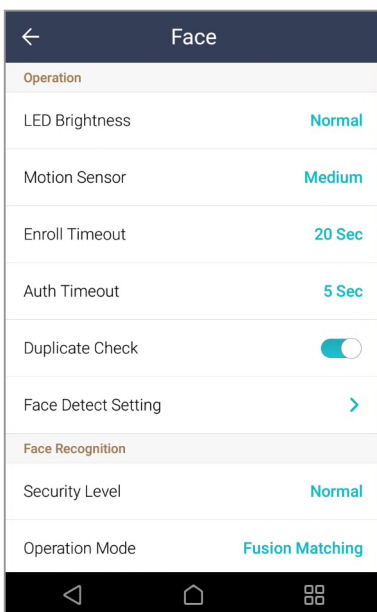 Face
Operation
LED Brightness Normal
Motion Sensor Medium
Enroll Timeout 20 Sec
Auth Timeout 5 Sec
Duplicate Check
Face Detect Setting
Face Recognition
Security Level Normal
Operation Mode Fusion Matching